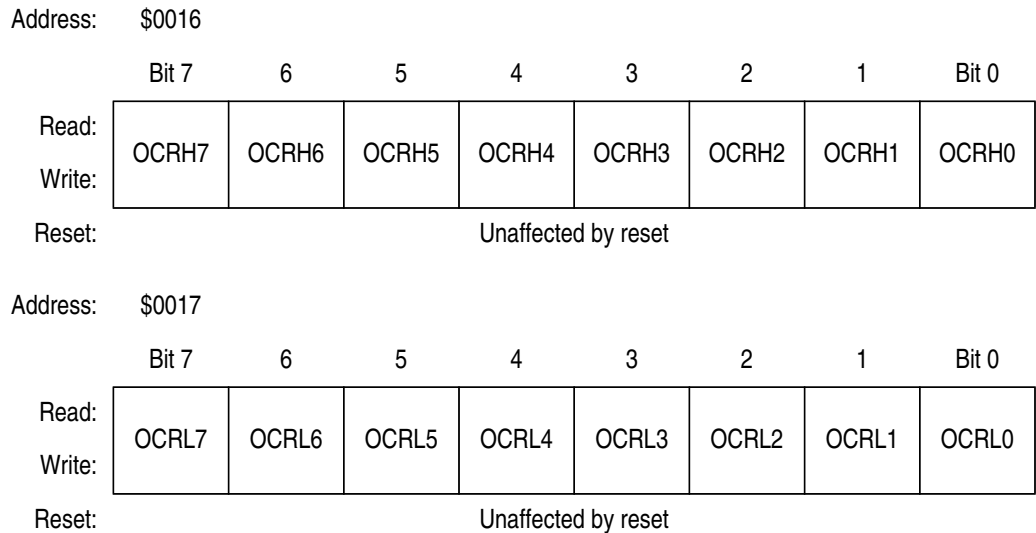 Address: $0016
Bit 7 6 5 4 3 2 1 Bit 0
Read:
OCRH7 OCRH6 OCRH5 OCRH4 OCRH3 OCRH2 OCRH1 OCRH0
Write:
Reset: Unaffected by reset
Address: $0017
Bit 7 6 5 4 3 2 1 Bit 0
Read:
OCRL7 OCRL6 OCRL5 OCRL4 OCRL3 OCRL2 OCRL1 OCRL0
Write:
Reset: Unaffected by reset